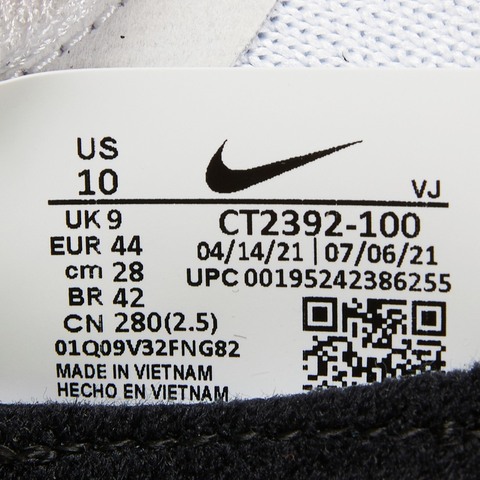 US
10
VJ
UK 9
EUR 44
cm 28
BR 42
CN 280(2.5)
01Q09V32FNG82
MADE IN VIETNAM
HECHO EN VIETNAM
CT2392-100
04/14/21 | 07/06/21
UPC 00195242386255